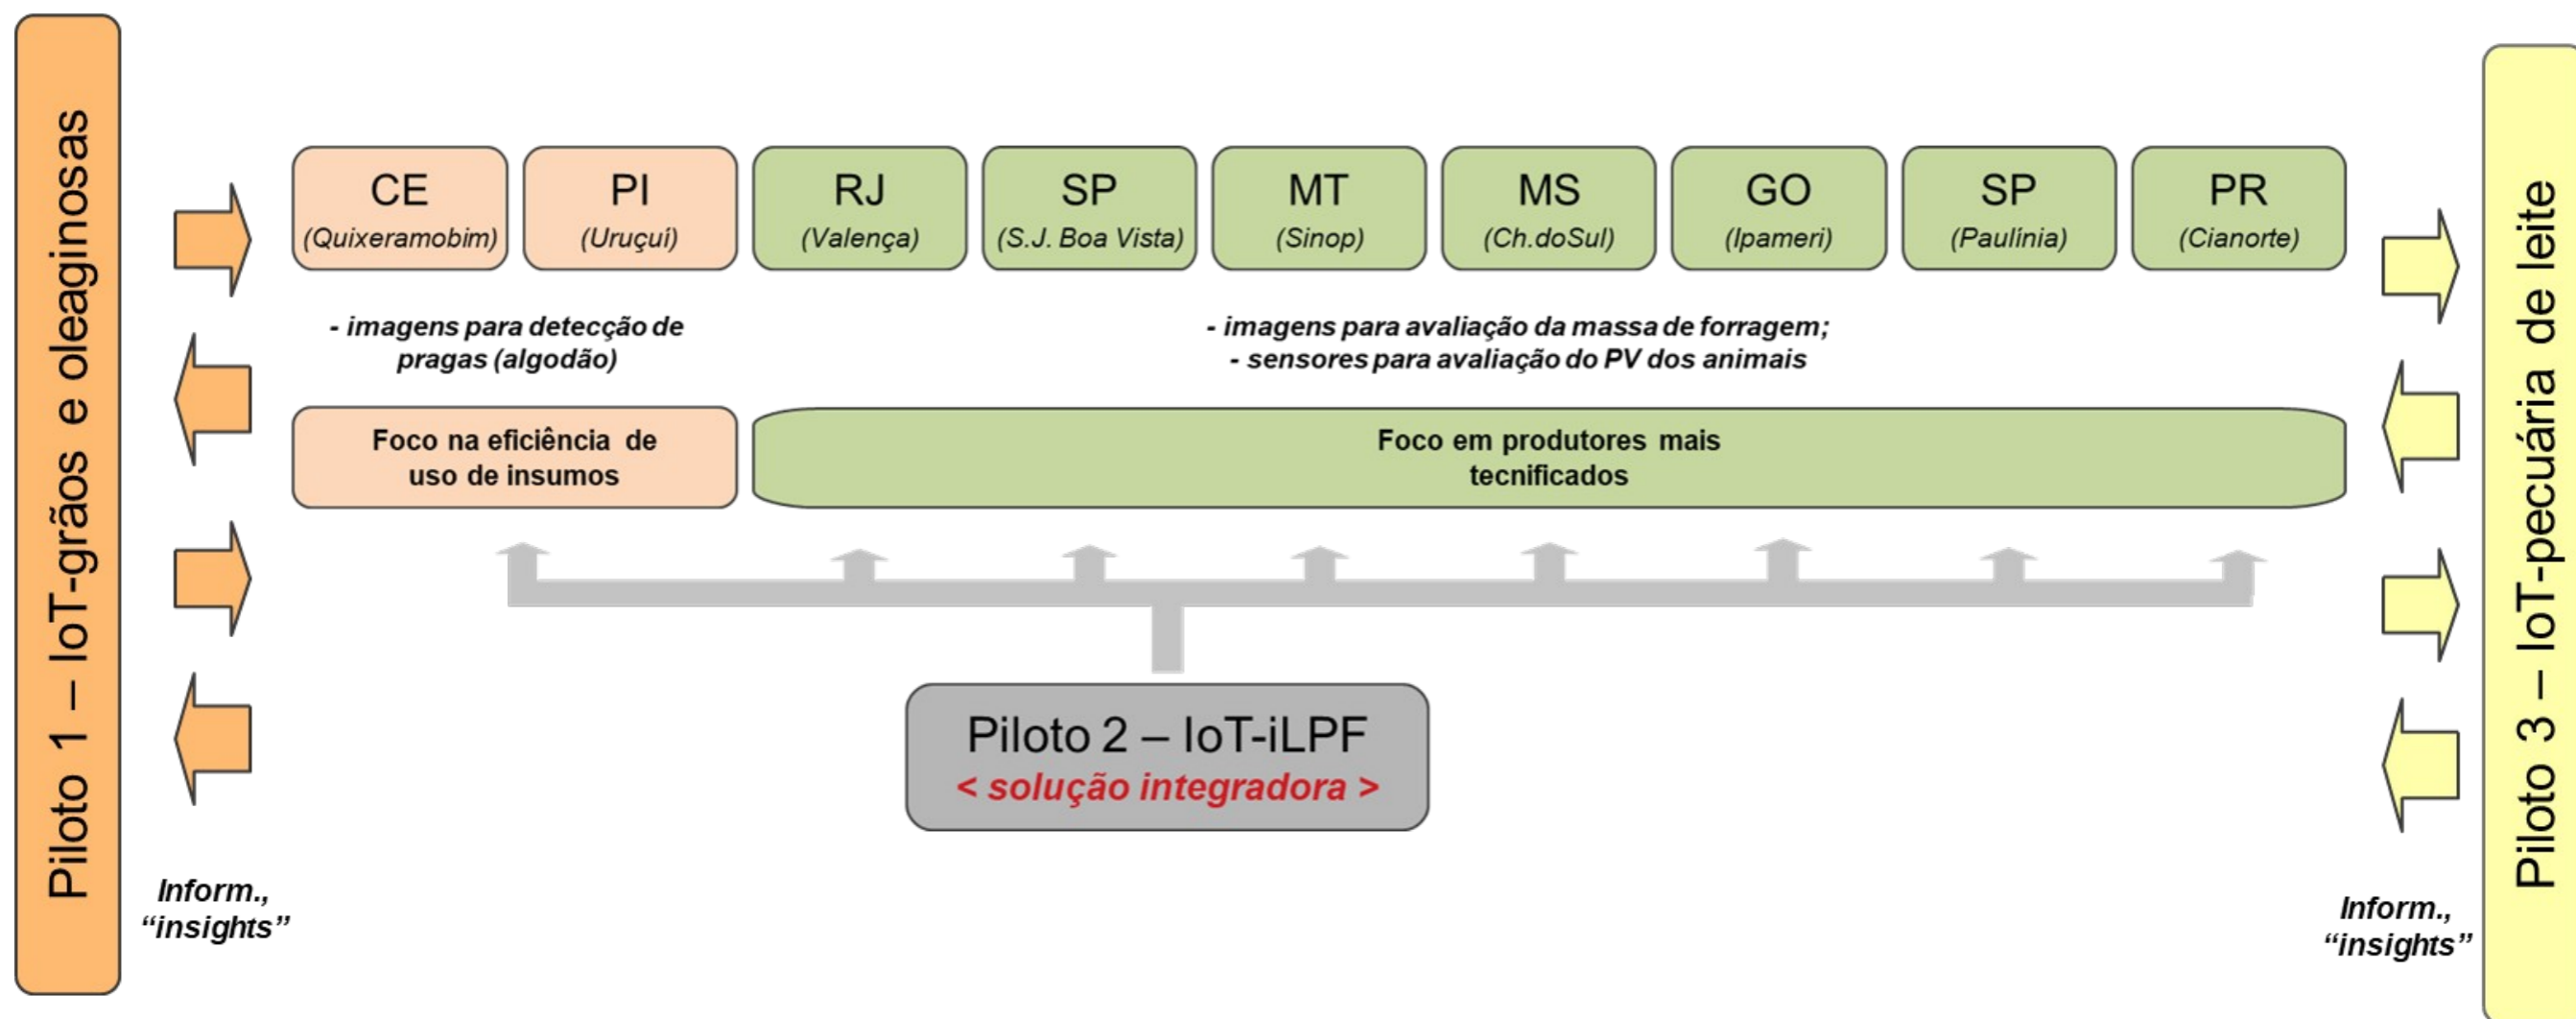 Piloto 1 – IoT-grãos e oleaginosas
CE
(Quixeramobim)
PI
(Uruçuí)
RJ
(Valença)
SP
(S.J. Boa Vista)
MT
(Sinop)
MS
(Ch.doSul)
GO
(Ipameri)
SP
(Paulínia)
PR
(Cianorte)
- imagens para detecção de
pragas (algodão)
- imagens para avaliação da massa de forragem;
- sensores para avaliação do PV dos animais
Foco na eficiência de
uso de insumos
Foco em produtores mais
tecnificados
Piloto 2 – IoT-iLPF
< solução integradora >
Inform.,
“insights”
Inform.,
“insights”
Piloto 3 – IoT-pecuária de leite